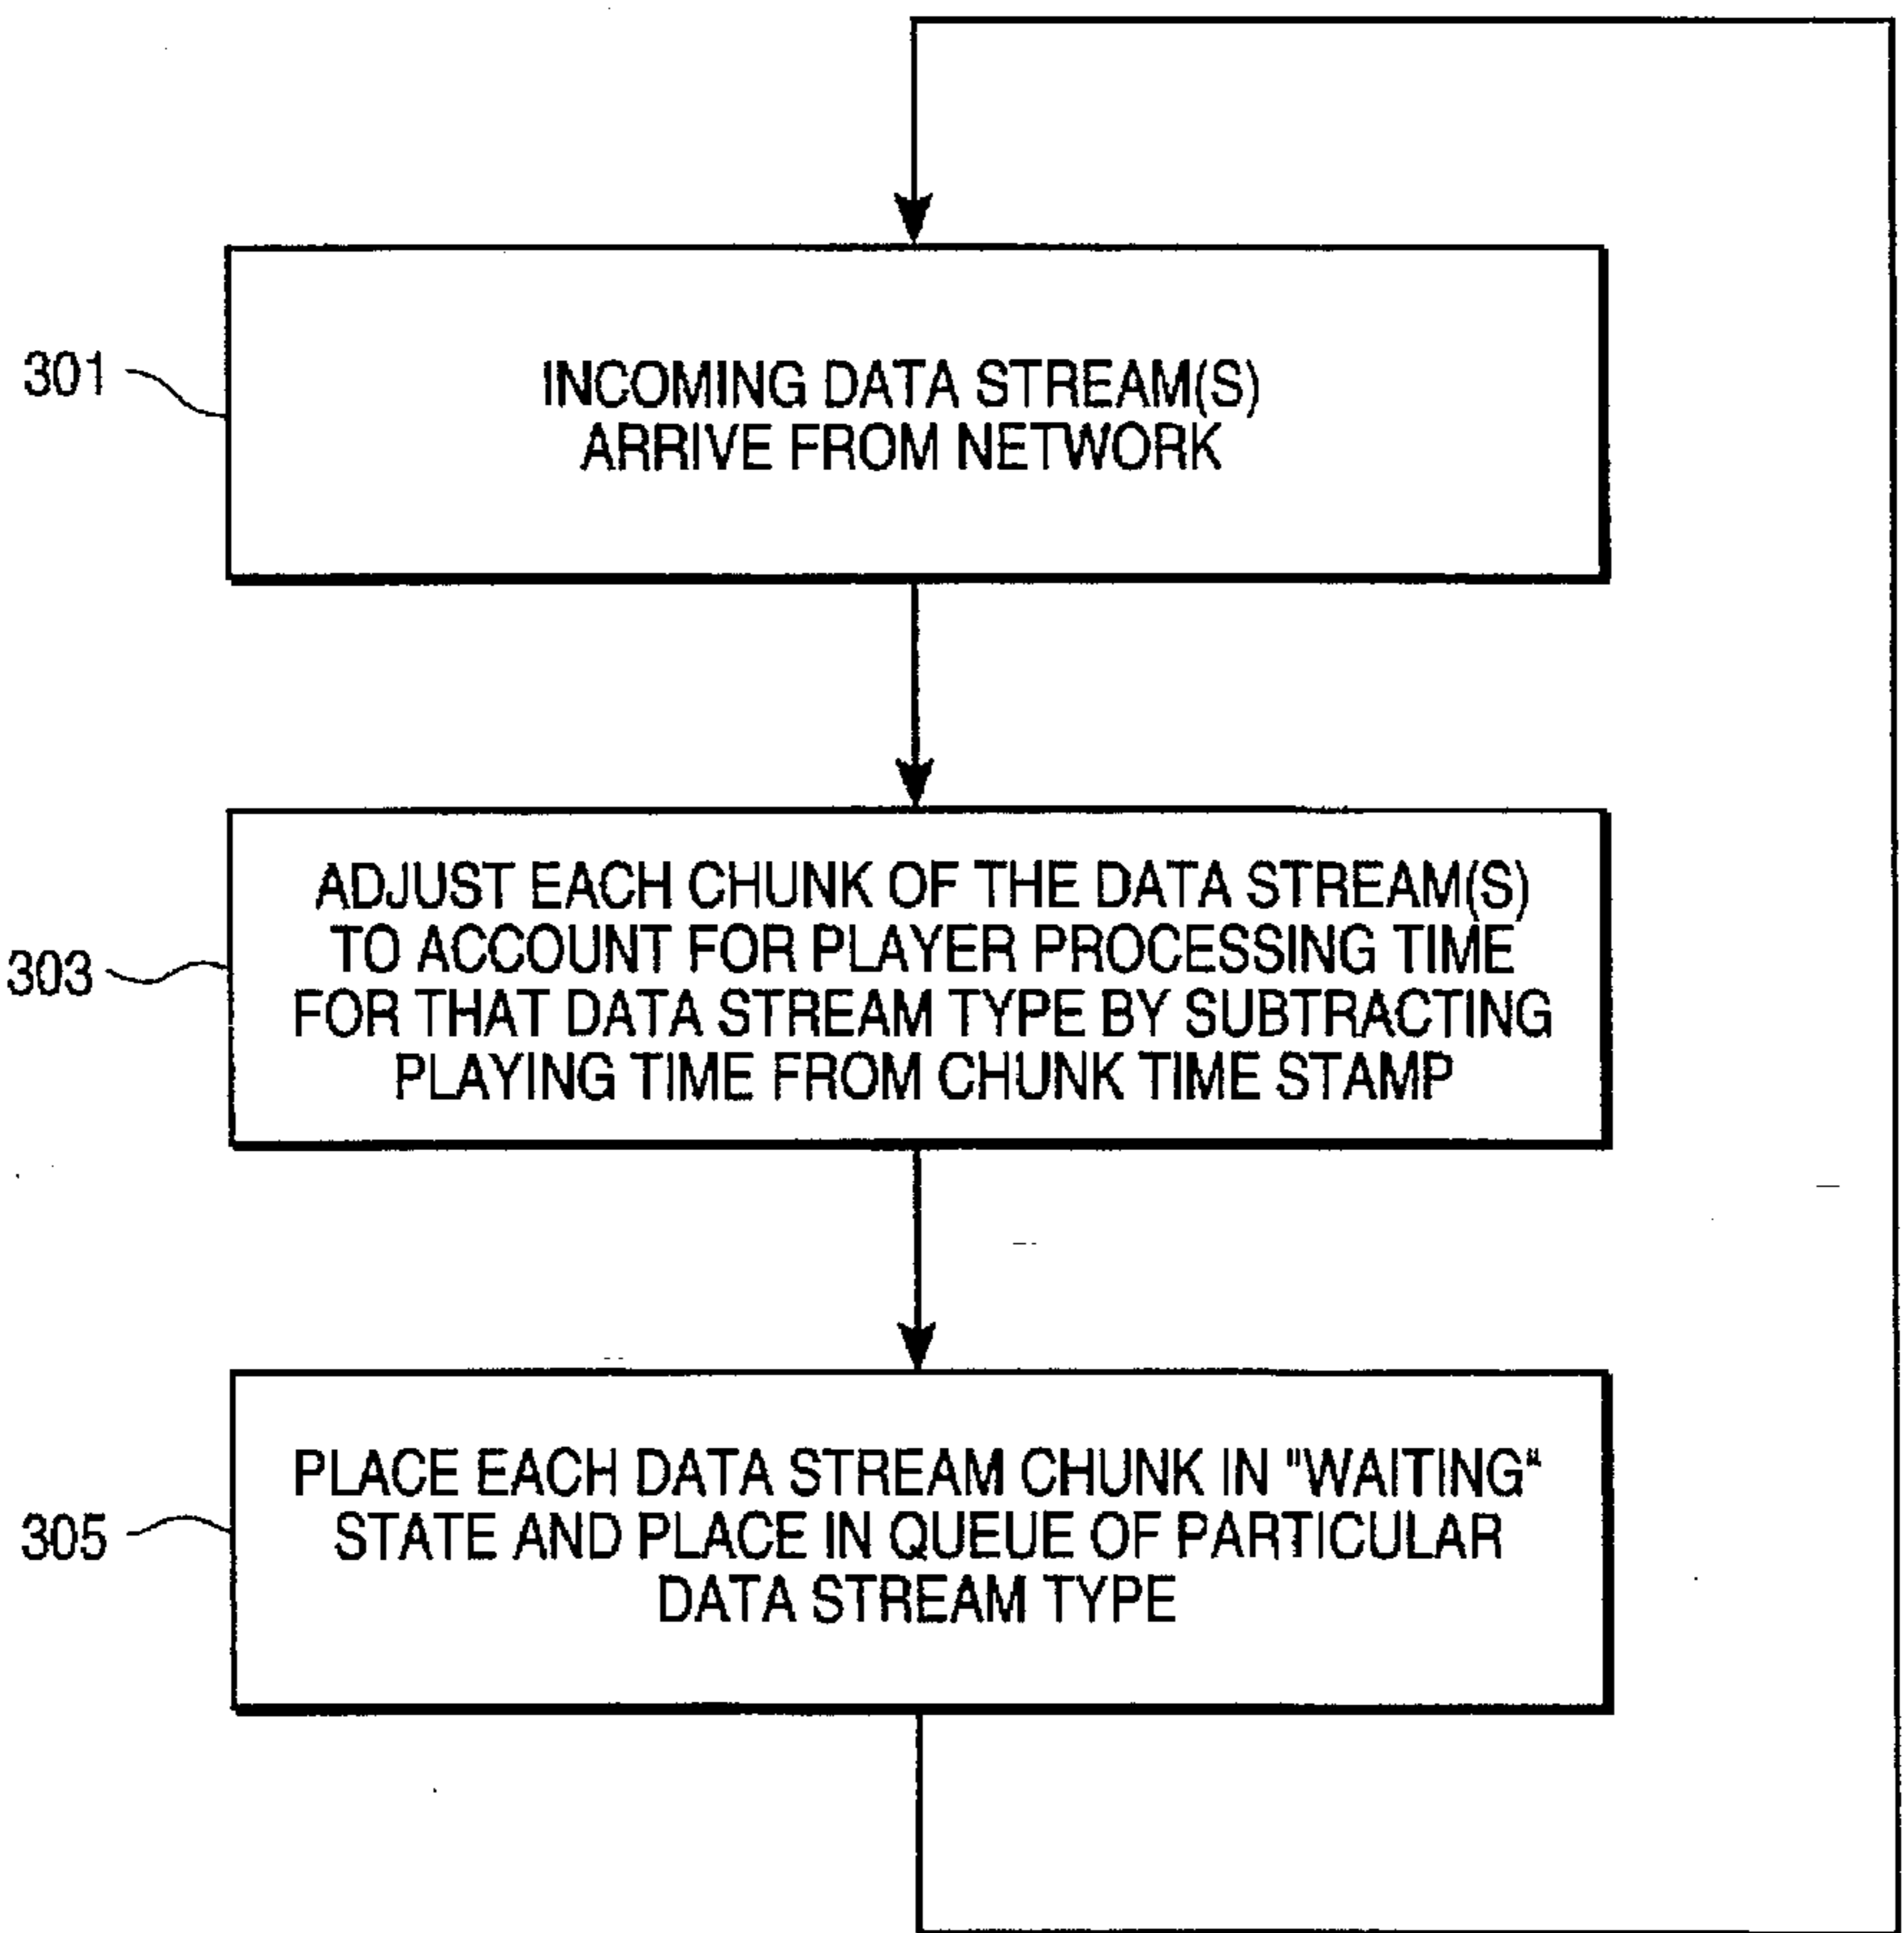 301
INCOMING DATA STREAM(S)
ARRIVE FROM NETWORK
303
ADJUST EACH CHUNK OF THE DATA STREAM(S)
TO ACCOUNT FOR PLAYER PROCESSING TIME
FOR THAT DATA STREAM TYPE BY SUBTRACTING
PLAYING TIME FROM CHUNK TIME STAMP
305
PLACE EACH DATA STREAM CHUNK IN "WAITING"
STATE AND PLACE IN QUEUE OF PARTICULAR
DATA STREAM TYPE